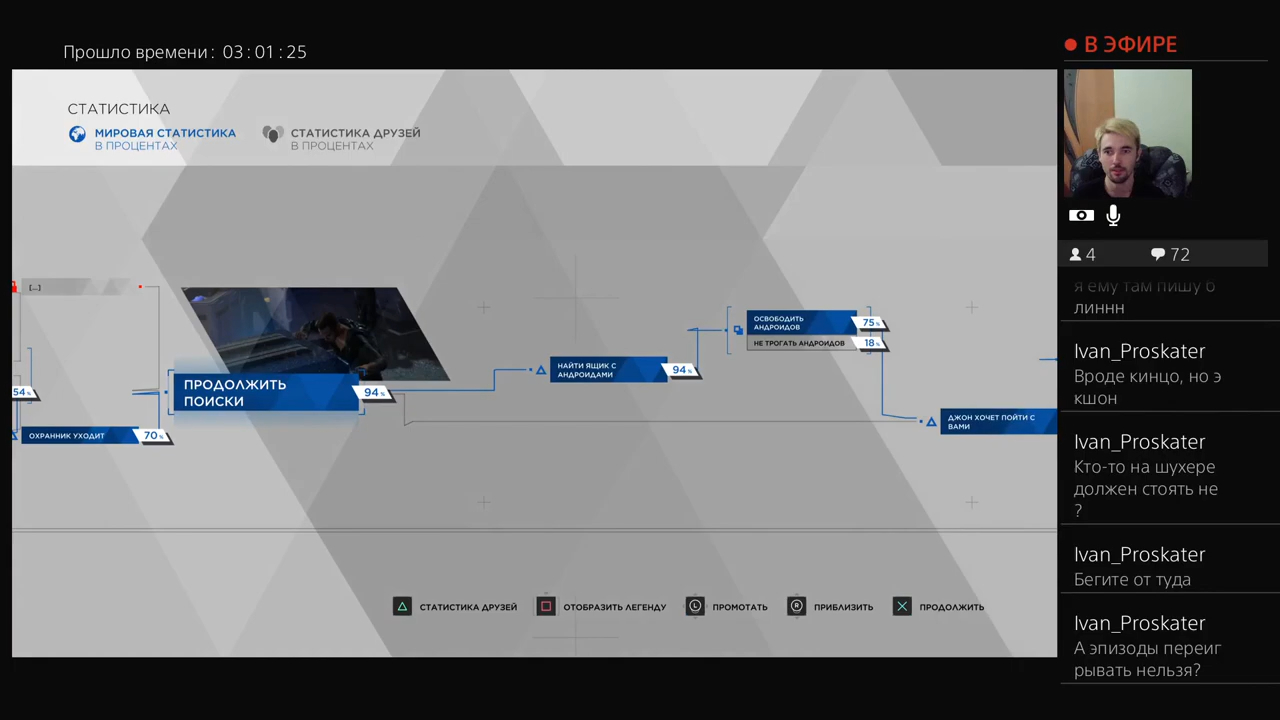 Прошло времени: 03:01:25
В ЭФИРЕ
СТАТИСТИКА
МИРОВАЯ СТАТИСТИКА
В ПРОЦЕНТАХ
СТАТИСТИКА ДРУЗЕЙ
В ПРОЦЕНТАХ
[...]
54%
ОХРАННИК УХОДИТ 70%
ПРОДОЛЖИТЬ
ПОИСКИ
94%
НАЙТИ ЯЩИК С
АНДРОИДАМИ
94%
ОСВОБОДИТЬ
АНДРОИДОВ
75%
НЕ ТРОГАТЬ АНДРОИДОВ 18%
ДЖОН ХОЧЕТ ПОЙТИ С
ВАМИ
СТАТИСТИКА ДРУЗЕЙ
ОТОБРАЗИТЬ ЛЕГЕНДУ
L ПРОМОТАТЬ
R ПРИБЛИЗИТЬ
ПРОДОЛЖИТЬ
4 72
я ему там пишу б
линнн
Ivan_Proskater
Вроде кинцо, но э
кшон
Ivan_Proskater
Кто-то на шухере
должен стоять не
?
Ivan_Proskater
Бегите от туда
Ivan_Proskater
А эпизоды переиг
рывать нельзя?